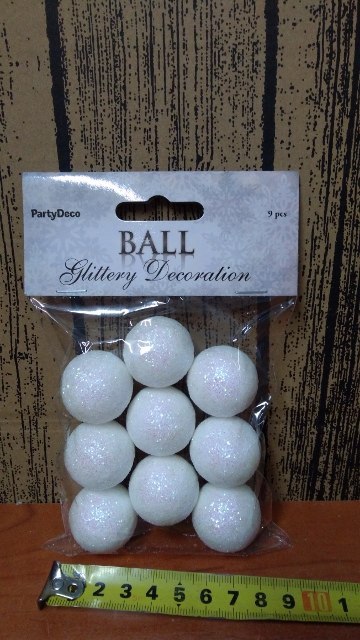 PartyDeco
9 pcs
BALL
Glittery Decoration
2 3 4 5 6 7 8 9 10 1